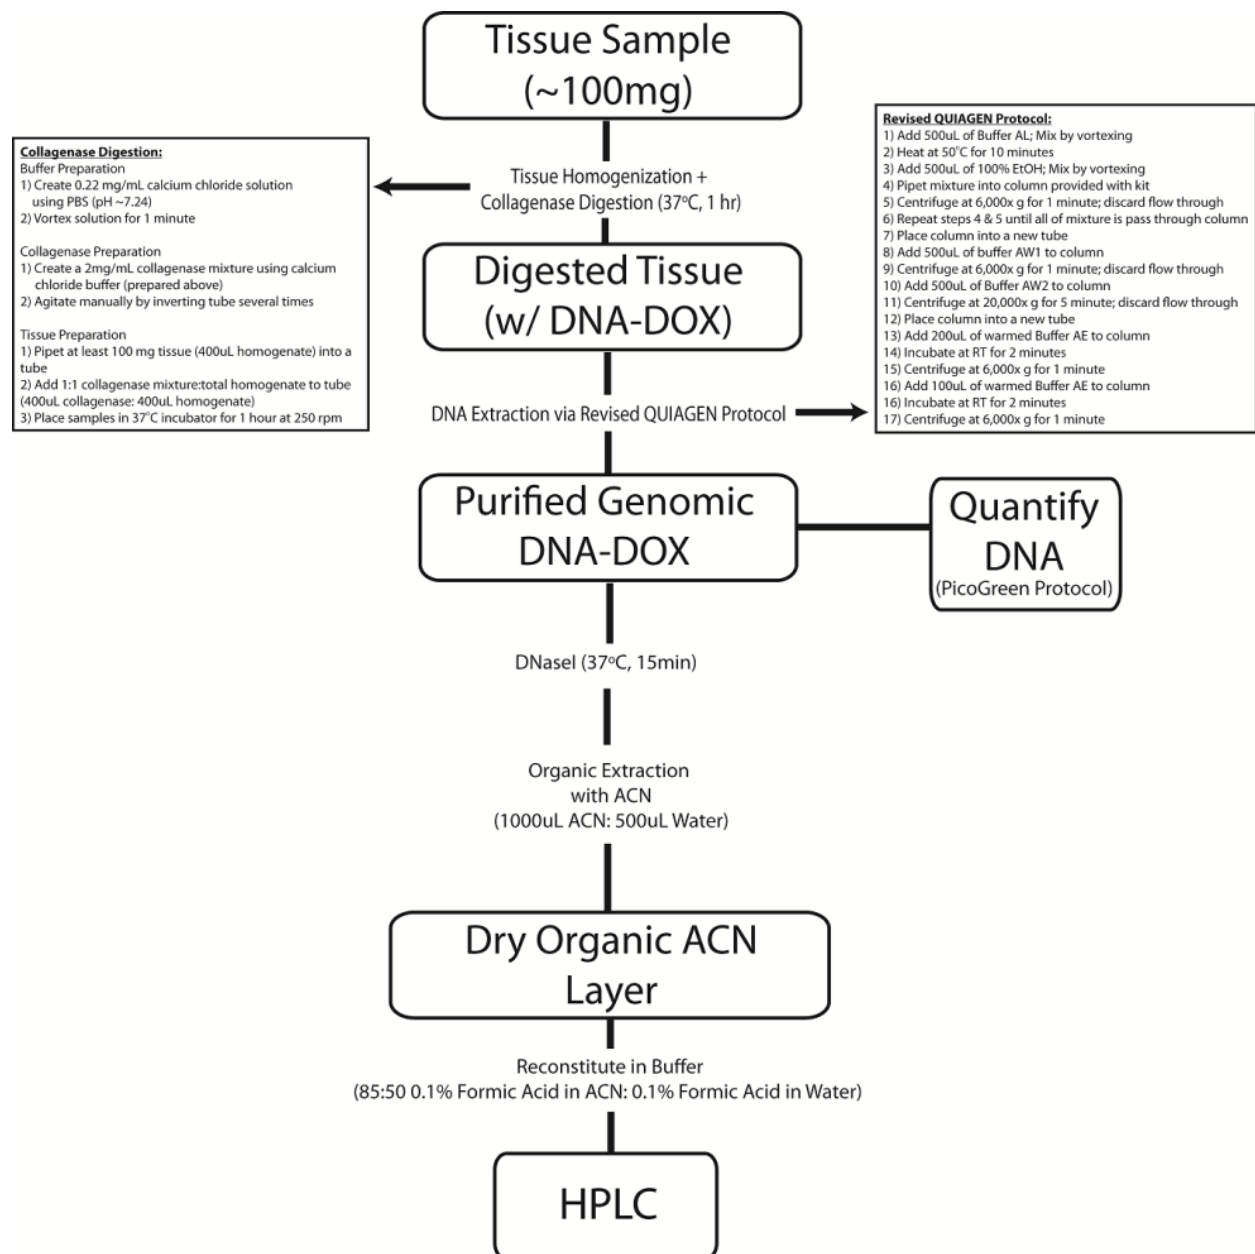 Tissue Sample
(~100mg)
Collagenase Digestion:
Buffer Preparation
1) Create 0.22 mg/mL calcium chloride solution
using PBS (pH ~7.24)
2) Vortex solution for 1 minute
Collagenase Preparation
1) Create a 2mg/mL collagenase mixture using calcium
chloride buffer (prepared above)
2) Agitate manually by inverting tube several times
Tissue Preparation
1) Pipet at least 100 mg tissue (400uL homogenate) into a
tube
2) Add 1:1 collagenase mixture:total homogenate to tube
(400uL collagenase: 400uL homogenate)
3) Place samples in 37°C incubator for 1 hour at 250 rpm
Tissue Homogenization +
Collagenase Digestion (37°C, 1 hr)
Revised QUIAGEN Protocol:
1) Add 500uL of Buffer AL; Mix by vortexing
2) Heat at 50°C for 10 minutes
3) Add 500uL of 100% EtOH; Mix by vortexing
4) Pipet mixture into column provided with kit
5) Centrifuge at 6,000x g for 1 minute; discard flow through
6) Repeat steps 4 & 5 until all of mixture is pass through column
7) Place column into a new tube
8) Add 500uL of buffer AW1 to column
9) Centrifuge at 6,000x g for 1 minute; discard flow through
10) Add 500uL of Buffer AW2 to column
11) Centrifuge at 20,000x g for 5 minute; discard flow through
12) Place column into a new tube
13) Add 200uL of warmed Buffer AE to column
14) Incubate at RT for 2 minutes
15) Centrifuge at 6,000x g for 1 minute
16) Add 100uL of warmed Buffer AE to column
16) Incubate at RT for 2 minutes
17) Centrifuge at 6,000x g for 1 minute
Digested Tissue
(w/ DNA-DOX)
DNA Extraction via Revised QUIAGEN Protocol
Purified Genomic
DNA-DOX
Quantify
DNA
(PicoGreen Protocol)
DNaseI (37°C, 15min)
Organic Extraction
with ACN
(1000uL ACN: 500uL Water)
Dry Organic ACN
Layer
Reconstitute in Buffer
(85:50 0.1% Formic Acid in ACN: 0.1% Formic Acid in Water)
HPLC